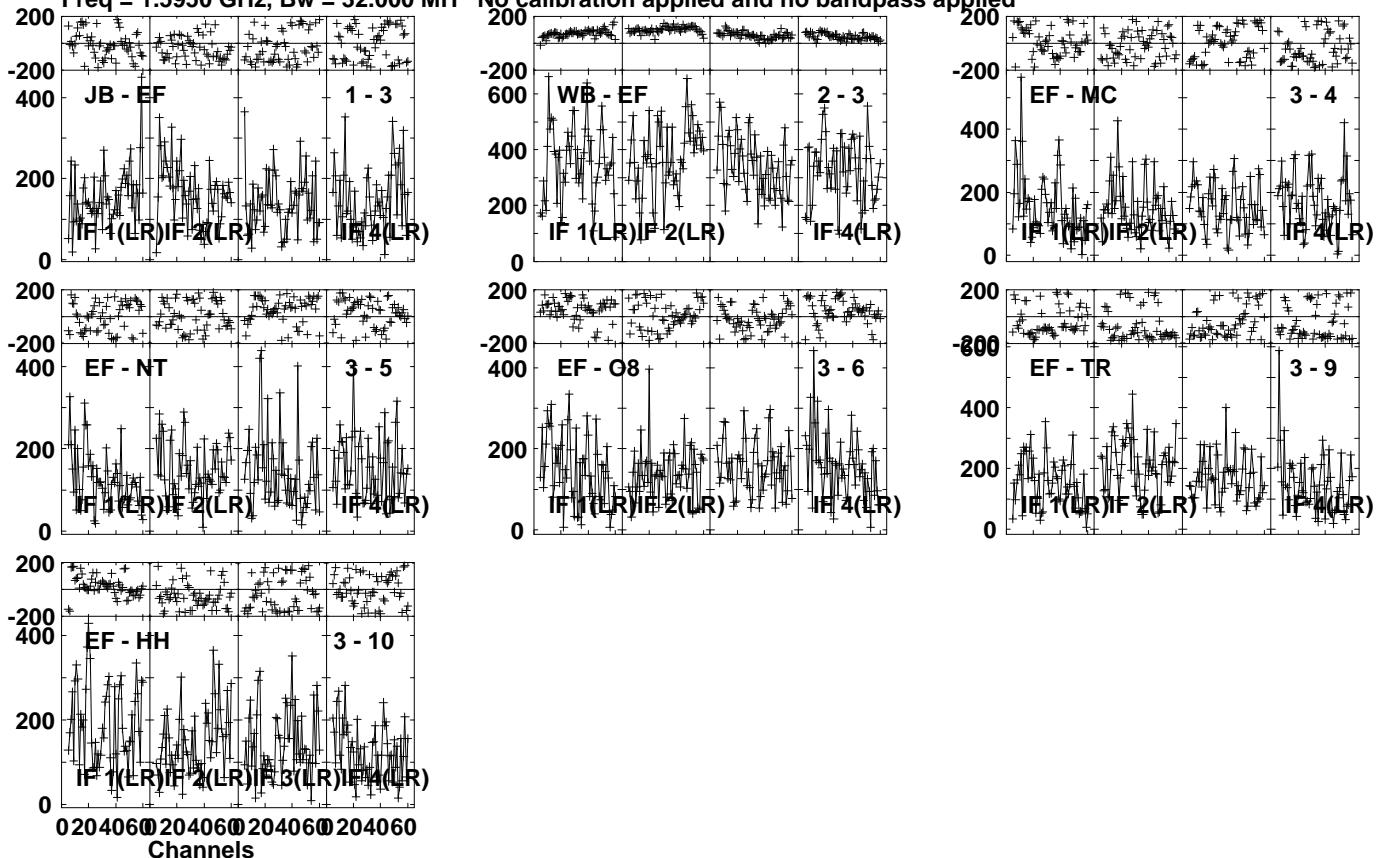 Freq = 1.5950 GHz, Bw = 32.000 MH No calibration applied and no bandpass applied
200 200 200
-200 -200 -200
JB - EF 1 - 3 WB - EF 2 - 3 EF - MC 3 - 4
400 600 400
200 400 200
200
IF 1(LR) IF 2(LR) IF 4(LR) IF 1(LR) IF 2(LR) IF 4(LR) IF 1(LR) IF 2(LR) IF 4(LR)
0 0 0
200 200 200
-200 -200 -200
600
EF - NT 3 - 5 EF - O8 3 - 6 EF - TR 3 - 9
400 400 400
200 200 200
IF 1(LR) IF 2(LR) IF 4(LR) IF 1(LR) IF 2(LR) IF 4(LR) IF 1(LR) IF 2(LR) IF 4(LR)
0 0 0
200
-200
EF - HH 3 - 10
400
200
IF 1(LR) IF 2(LR) IF 3(LR) IF 4(LR)
0
0 20 40 60 0 20 40 60 0 20 40 60 0 20 40 60
Channels